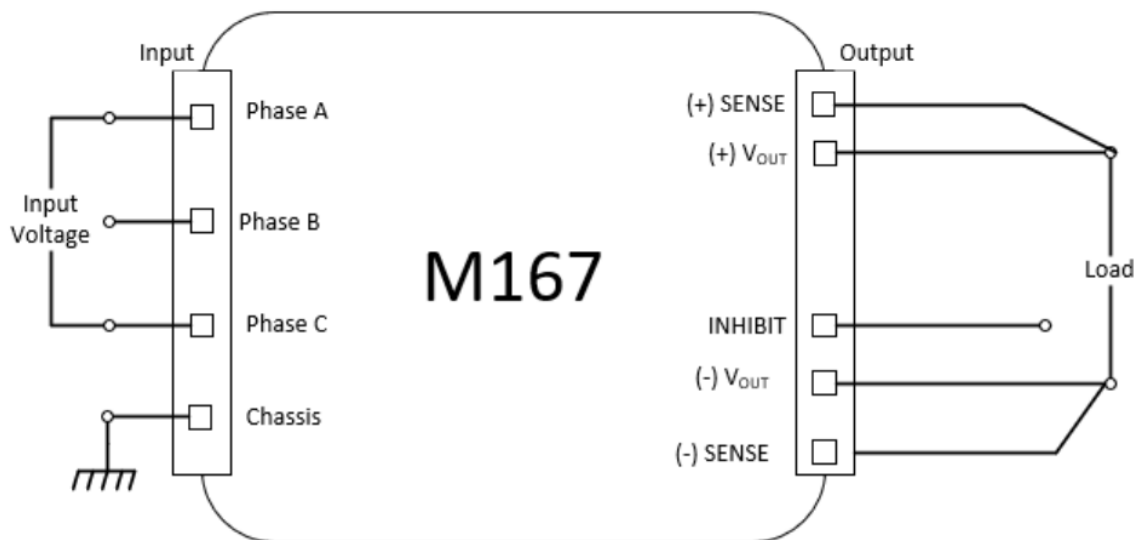 Input
Output
Phase A
(+) SENSE
(+) VOUT
Input
Voltage
Phase B
M167
Load
Phase C
INHIBIT
(-) VOUT
Chassis
(-) SENSE